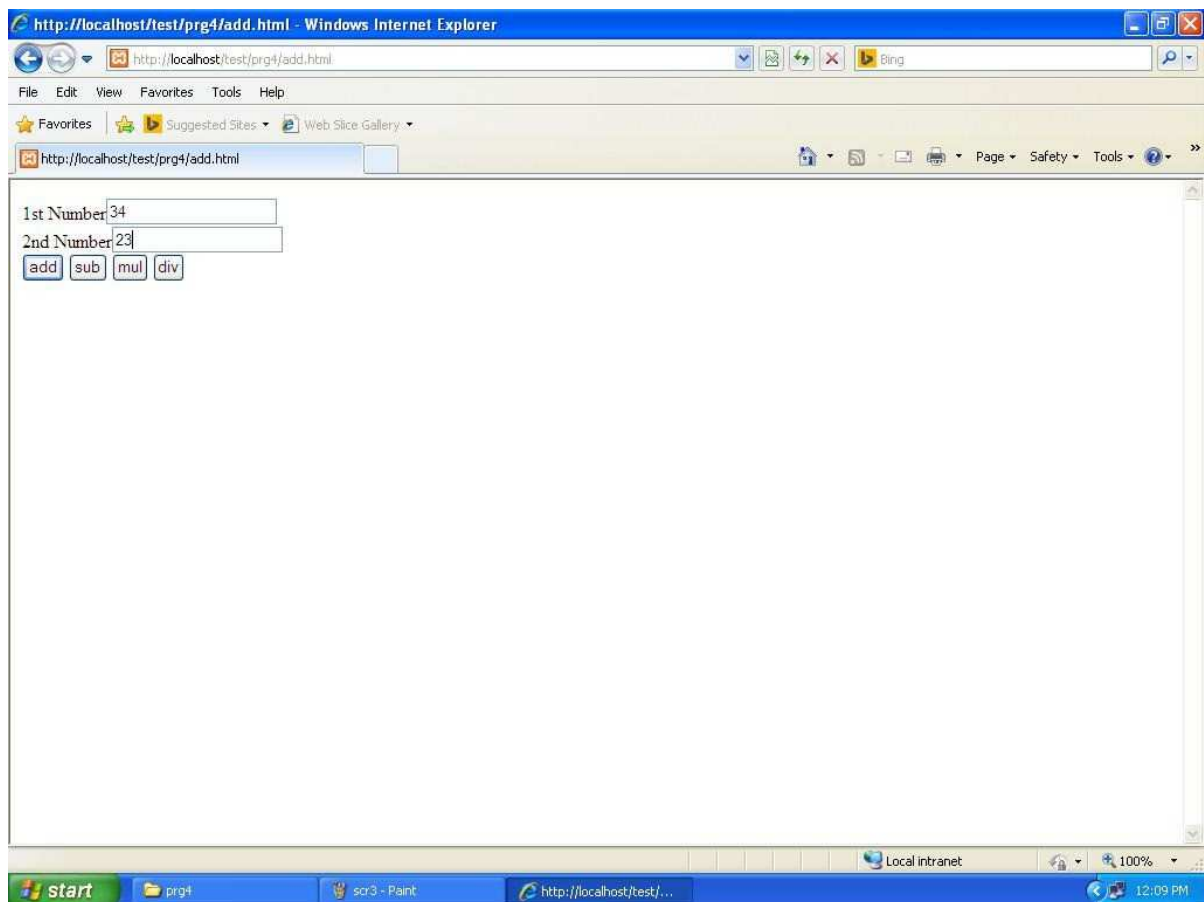 http://localhost/test/prg4/add.html - Windows Internet Explorer
http://localhost/test/prg4/add.html
Bing
File Edit View Favorites Tools Help
Favorites Suggested Sites Web Slice Gallery
http://localhost/test/prg4/add.html
Page Safety Tools
1st Number 34
2nd Number 23
add sub mul div
Local intranet 100%
start prg4 scr3 - Paint http://localhost/test/... 12:09 PM